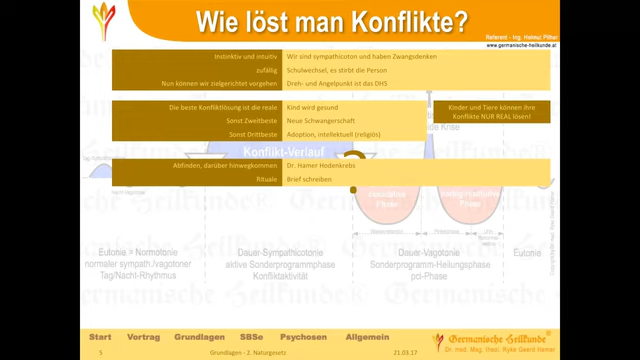 Wie löst man Konflikte?
Referent - Ing. Helmut Pilhar
www.germanische-heilkunde.at
Instinktiv und intuitiv Wir sind sympathicoton und haben Zwangsdenken
zufällig Schulwechsel, es stirbt die Person
Nun können wir zielgerichtet vorgehen Dreh- und Angelpunkt ist das DHS
Die beste Konfliktlösung ist die reale Kind wird gesund
Sonst Zweitbeste Neue Schwangerschaft
Sonst Drittbeste Adoption, intellektuell (religiös)
Kinder und Tiere können ihre
Konflikte NUR REAL lösen!
Krise
Konflikt-Verlauf
Abfinden, darüber hinwegkommen Dr. Hamer Hodenkrebs
Rituale Brief schreiben
Phase
Phase
Eutonie = Normotonie
normaler sympath./vagotoner
Tag/Nacht-Rhythmus
Dauer-Sympathicotonie
aktive Sonderprogrammphase
Konfliktaktivität
Dauer-Vagotonie
Sonderprogramm-Heilungsphase
pcl-Phase
Eutonie
Start Vortrag Grundlagen SBSe Psychosen Allgemein
Germanische Heilkunde®
Dr. med. Mag. theol. Ryke Geerd Hamer
5 Grundlagen - 2. Naturgesetz 21.03.17